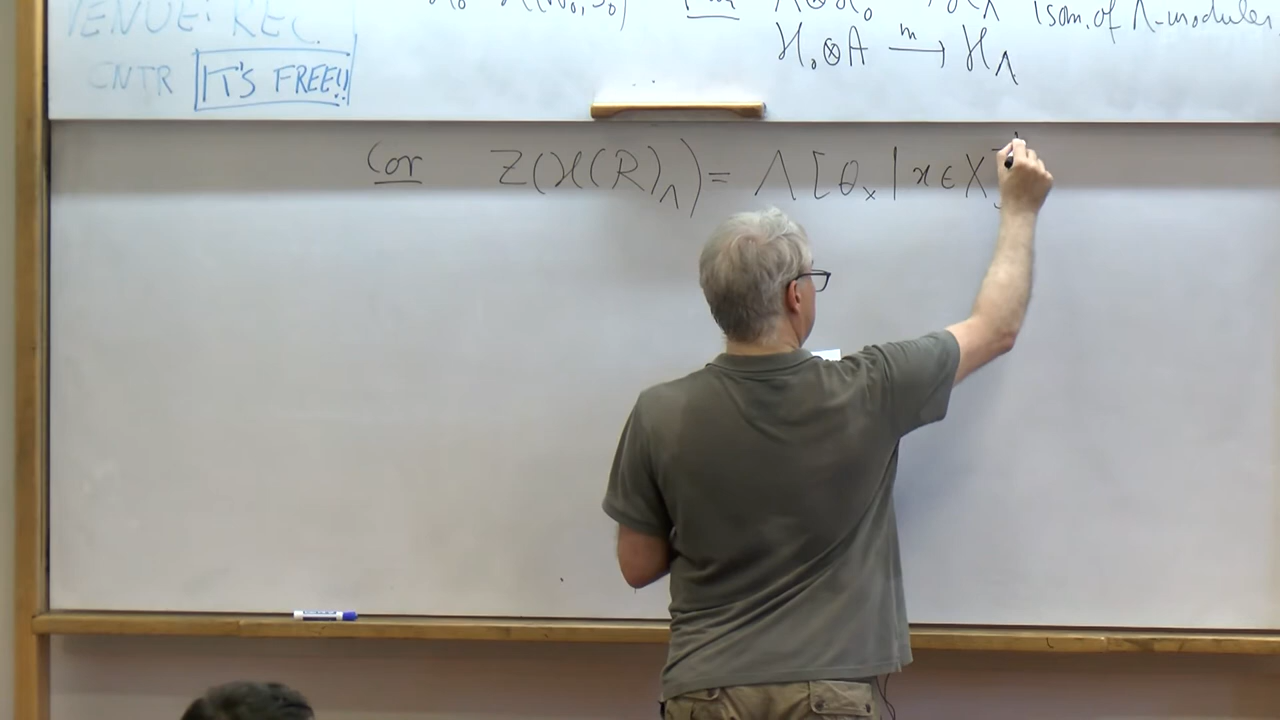 VENUE: REC.
CNTR IT'S FREE!!
isom. of Λ-modules.
H₀⊗A —m→ H_Λ
Cor Z(H(R)_Λ) = Λ[θ_x | x ∈ X]